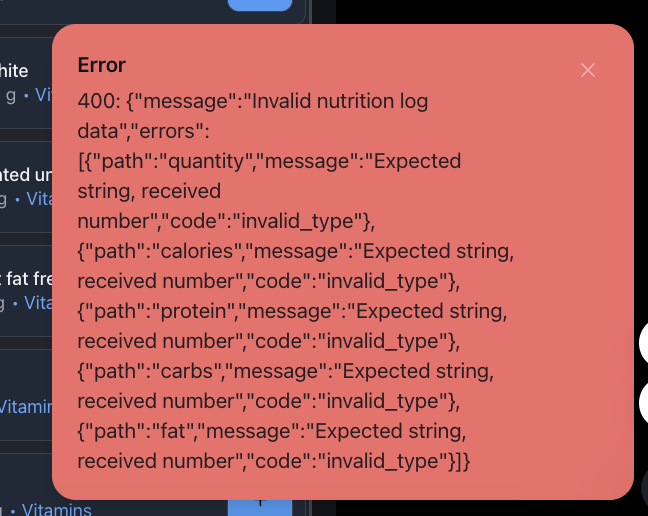 Error
400: {"message":"Invalid nutrition log
data","errors":
[{"path":"quantity","message":"Expected
string, received
number","code":"invalid_type"},
{"path":"calories","message":"Expected string,
received number","code":"invalid_type"},
{"path":"protein","message":"Expected string,
received number","code":"invalid_type"},
{"path":"carbs","message":"Expected string,
received number","code":"invalid_type"},
{"path":"fat","message":"Expected string,
received number","code":"invalid_type"}]}
hite
g • Vi
ted un
g • Vita
t fat fre
g • Vita
Vitamin
g • Vitamins